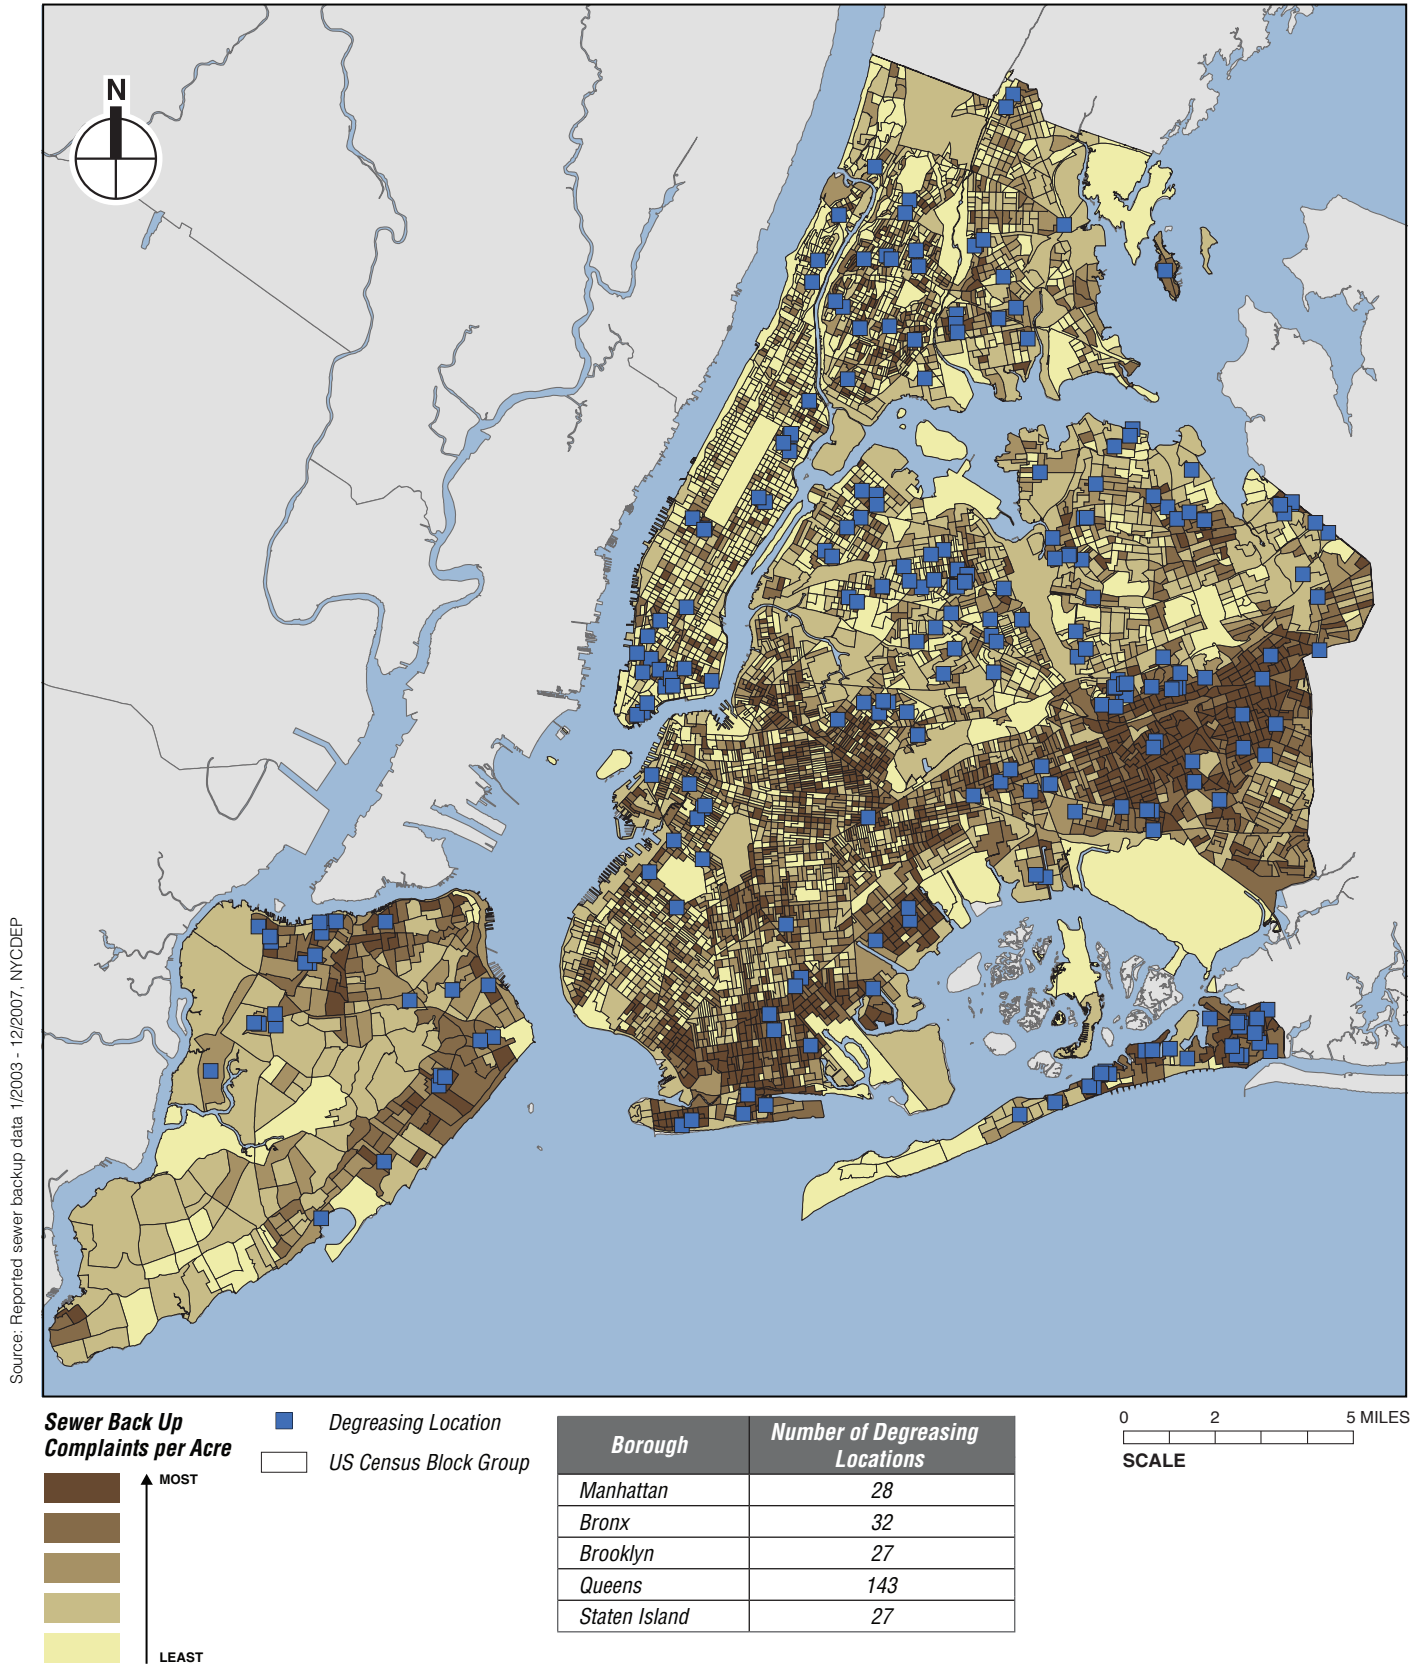 N
Source: Reported sewer backup data 1/2003 - 12/2007, NYCDEP
Sewer Back Up
Complaints per Acre
MOST
LEAST
Degreasing Location
US Census Block Group
Borough
Number of Degreasing
Locations
Manhattan 28
Bronx 32
Brooklyn 27
Queens 143
Staten Island 27
0 2 5 MILES
SCALE